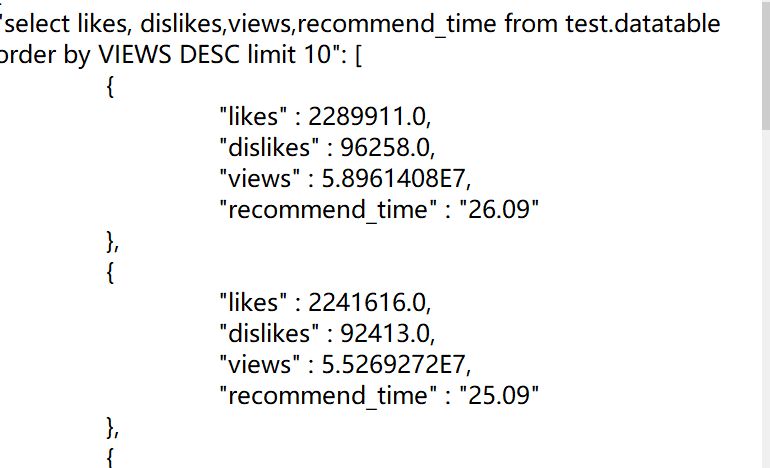 "select likes, dislikes,views,recommend_time from test.datatable
order by VIEWS DESC limit 10": [
{
"likes" : 2289911.0,
"dislikes" : 96258.0,
"views" : 5.8961408E7,
"recommend_time" : "26.09"
},
{
"likes" : 2241616.0,
"dislikes" : 92413.0,
"views" : 5.5269272E7,
"recommend_time" : "25.09"
},
{